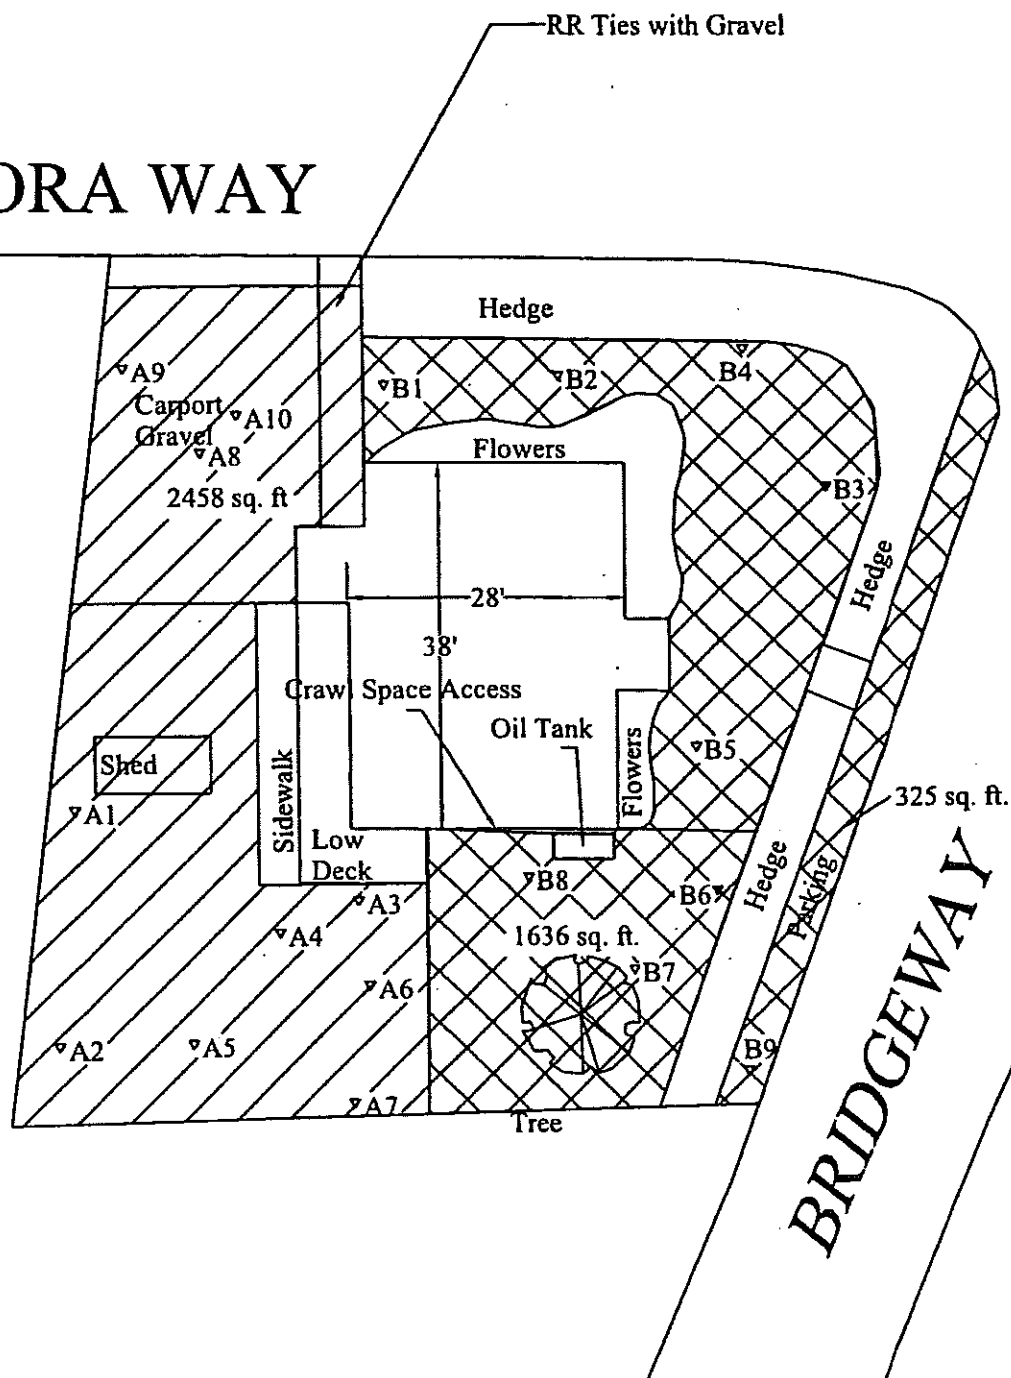 RR Ties with Gravel
ORA WAY
Hedge
A9
B1
B2
B4
Carport
Gravel
A10
A8
Flowers
2458 sq. ft
B3
Hedge
28'
38'
Crawl Space Access
Oil Tank
B5
Shed
Sidewalk
Flowers
325 sq. ft.
A1
Low
Deck
B8
B6
Hedge
Parking
A3
A4
1636 sq. ft.
B7
A6
A2
A5
B9
A7
Tree
BRIDGEWAY